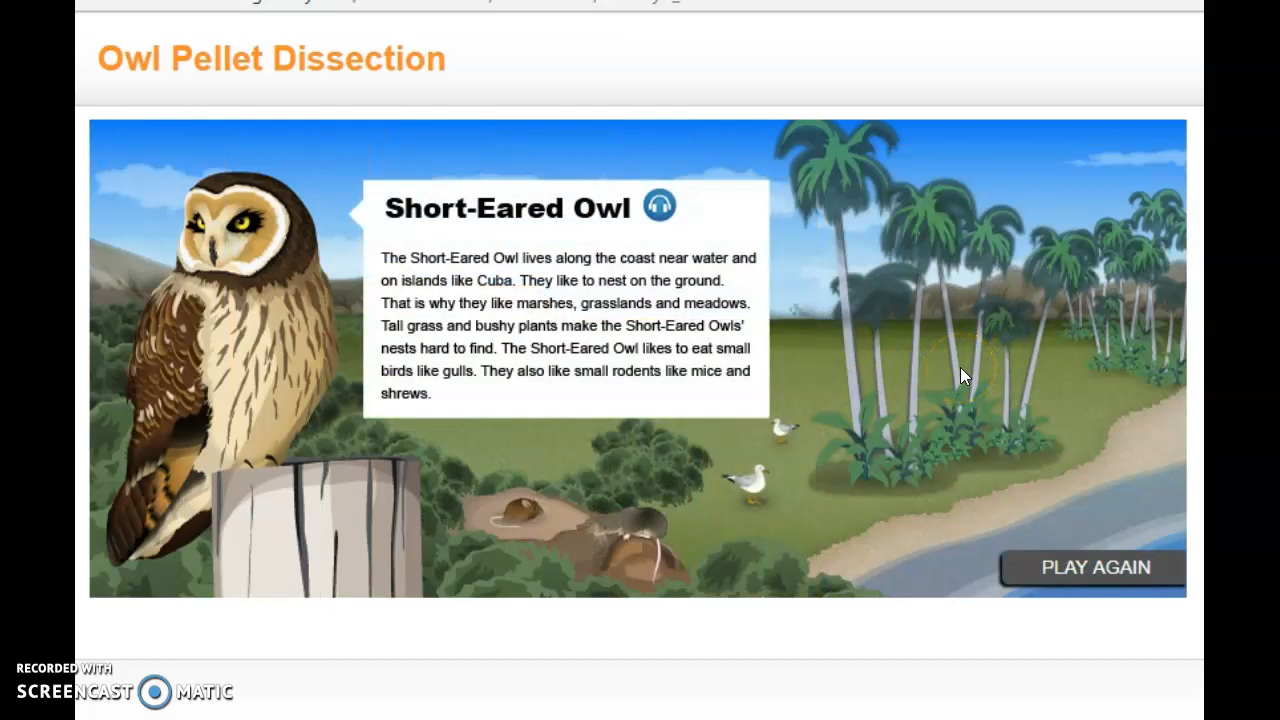 Owl Pellet Dissection
Short-Eared Owl
The Short-Eared Owl lives along the coast near water and
on islands like Cuba. They like to nest on the ground.
That is why they like marshes, grasslands and meadows.
Tall grass and bushy plants make the Short-Eared Owls'
nests hard to find. The Short-Eared Owl likes to eat small
birds like gulls. They also like small rodents like mice and
shrews.
PLAY AGAIN
RECORDED WITH
SCREENCAST MATIC